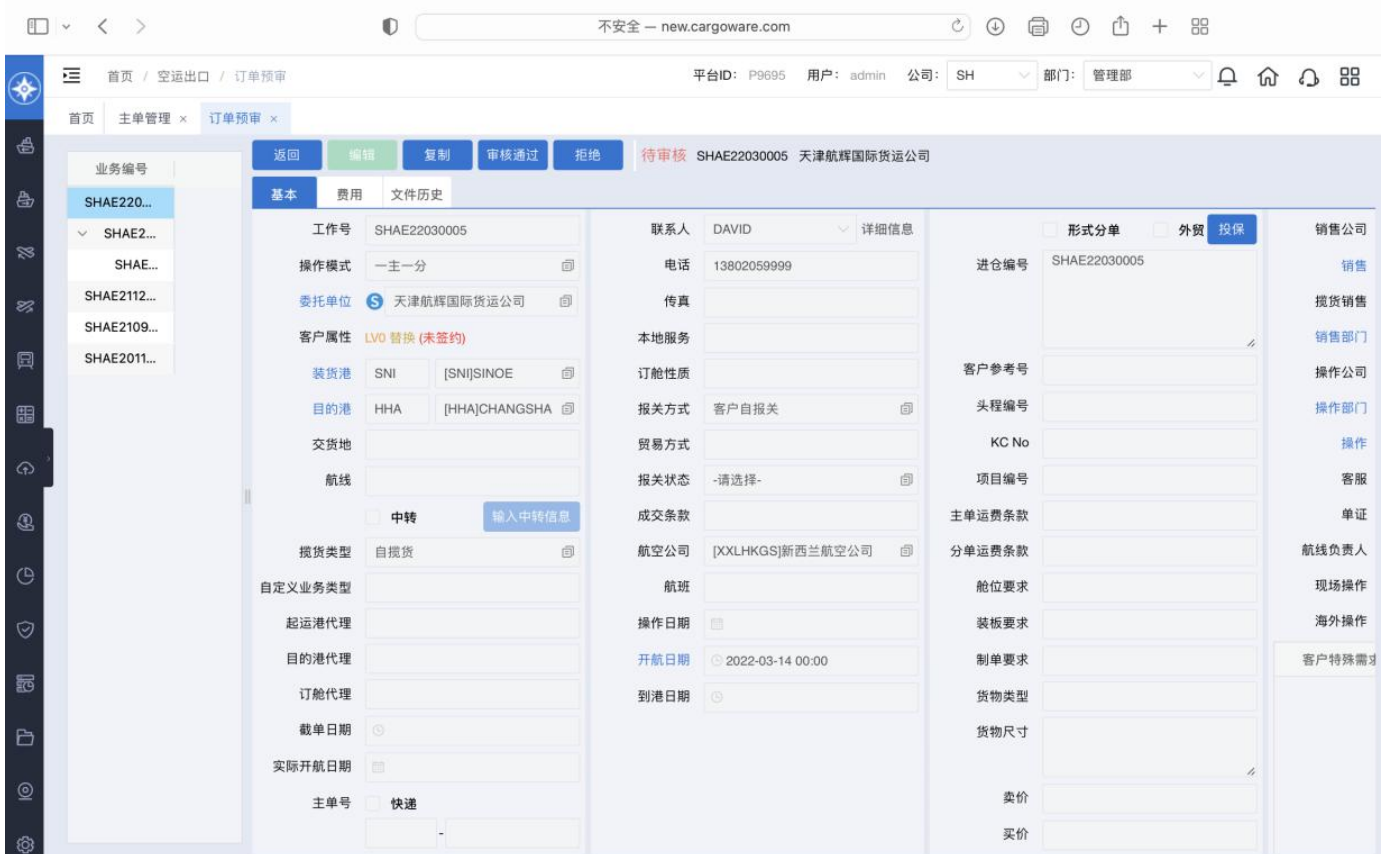 不安全 — new.cargoware.com
首页 / 空运出口 / 订单预审
平台ID: P9695 用户: admin 公司: SH 部门: 管理部
首页 主单管理 × 订单预审 ×
业务编号
SHAE220...
SHAE2...
SHAE...
SHAE2112...
SHAE2109...
SHAE2011...
返回 编辑 复制 审核通过 拒绝 待审核 SHAE22030005 天津航辉国际货运公司
基本 费用 文件历史
工作号 SHAE22030005
操作模式 一主一分
委托单位 S 天津航辉国际货运公司
客户属性 LV0 替换 (未签约)
装货港 SNI [SNI]SINOE
目的港 HHA [HHA]CHANGSHA
交货地
航线
中转 输入中转信息
揽货类型 自揽货
自定义业务类型
起运港代理
目的港代理
订舱代理
截单日期
实际开航日期
主单号 快递
-
联系人 DAVID 详细信息
电话 13802059999
传真
本地服务
订舱性质
报关方式 客户自报关
贸易方式
报关状态 -请选择-
成交条款
航空公司 [XXLHKGS]新西兰航空公司
航班
操作日期
开航日期 2022-03-14 00:00
到港日期
形式分单 外贸 投保
进仓编号 SHAE22030005
客户参考号
头程编号
KC No
项目编号
主单运费条款
分单运费条款
舱位要求
装板要求
制单要求
货物类型
货物尺寸
卖价
买价
销售公司
销售
揽货销售
销售部门
操作公司
操作部门
操作
客服
单证
航线负责人
现场操作
海外操作
客户特殊需求